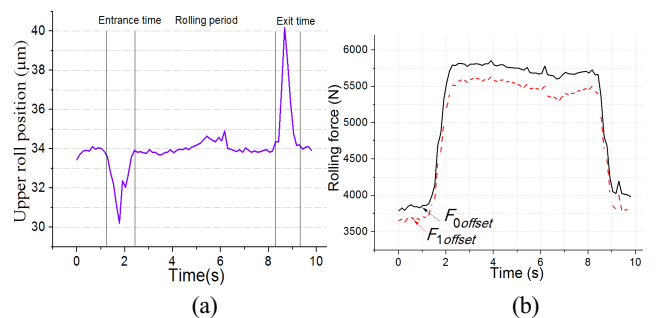 (a)
Entrance time
Rolling period
Exit time
Upper roll position (μm)
40
38
36
34
32
30
0
2
4
6
8
10
Time(s)
(a)
b)
Rolling force (N)
6000
5500
5000
4500
4000
3500
F0offset
F1offset
0
2
4
6
8
10
Time (s)
(b)